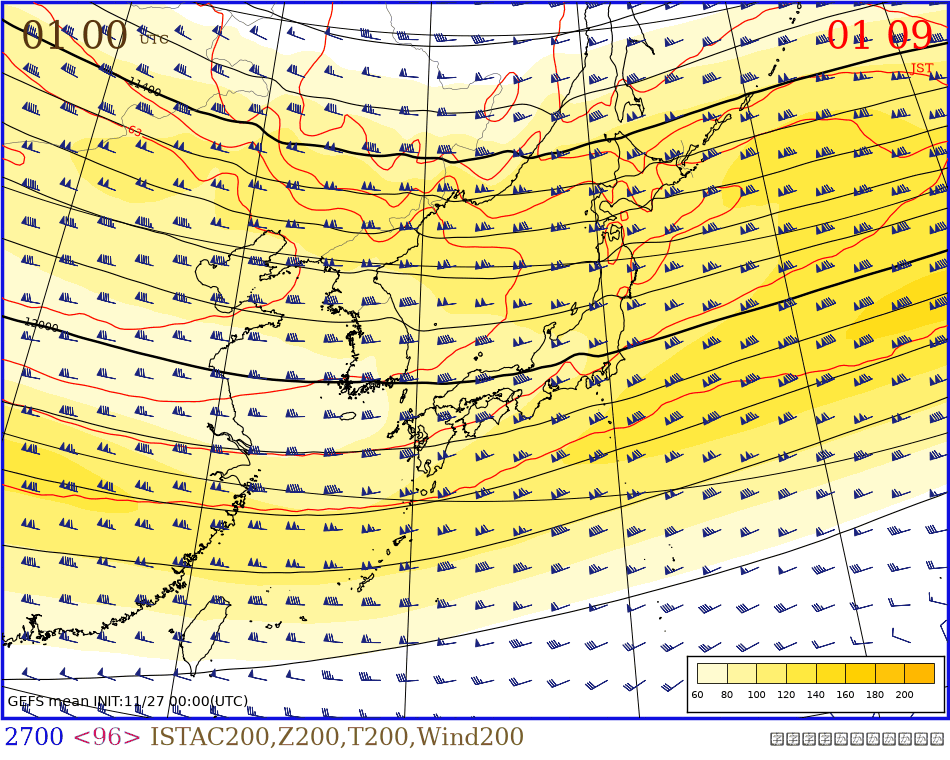 01 00 UTC
01 09
JST
11400
-63
12000
60 80 100 120 140 160 180 200
GEFS mean INIT:11/27 00:00(UTC)
2700 <96> ISTAC200,Z200,T200,Wind200